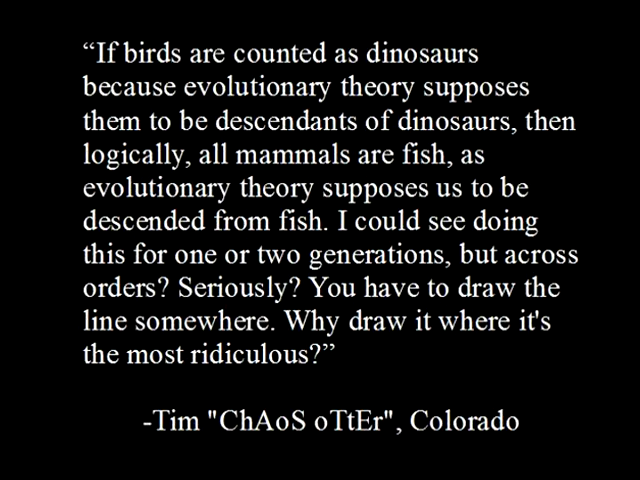 “If birds are counted as dinosaurs
because evolutionary theory supposes
them to be descendants of dinosaurs, then
logically, all mammals are fish, as
evolutionary theory supposes us to be
descended from fish. I could see doing
this for one or two generations, but across
orders? Seriously? You have to draw the
line somewhere. Why draw it where it's
the most ridiculous?”
-Tim "ChAoS oTtEr", Colorado